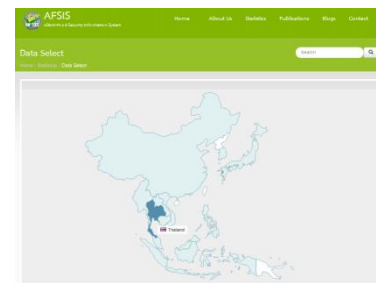 AFSIS
Home About Us Statistics Publications Blogs Contact
Data Select
Search
Home / Statistics / Data Select
Thailand